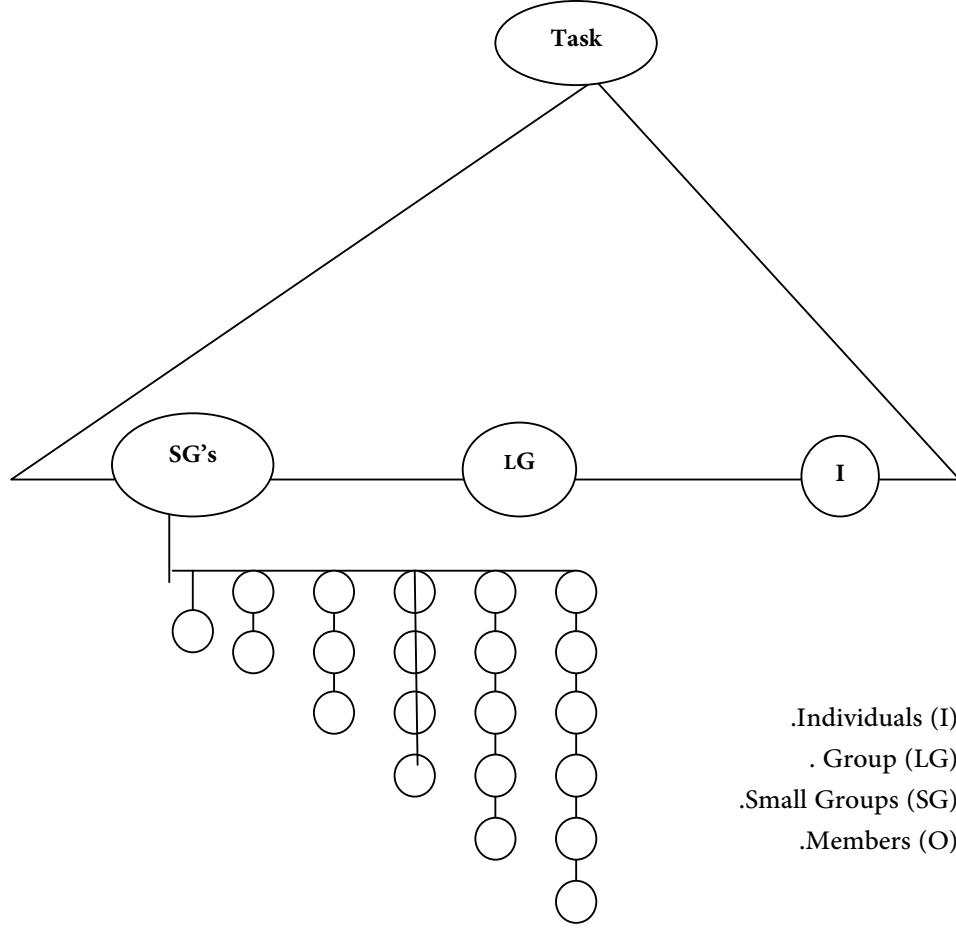 Task
SG’s
LG
I
.Individuals (I)
. Group (LG)
.Small Groups (SG)
.Members (O)